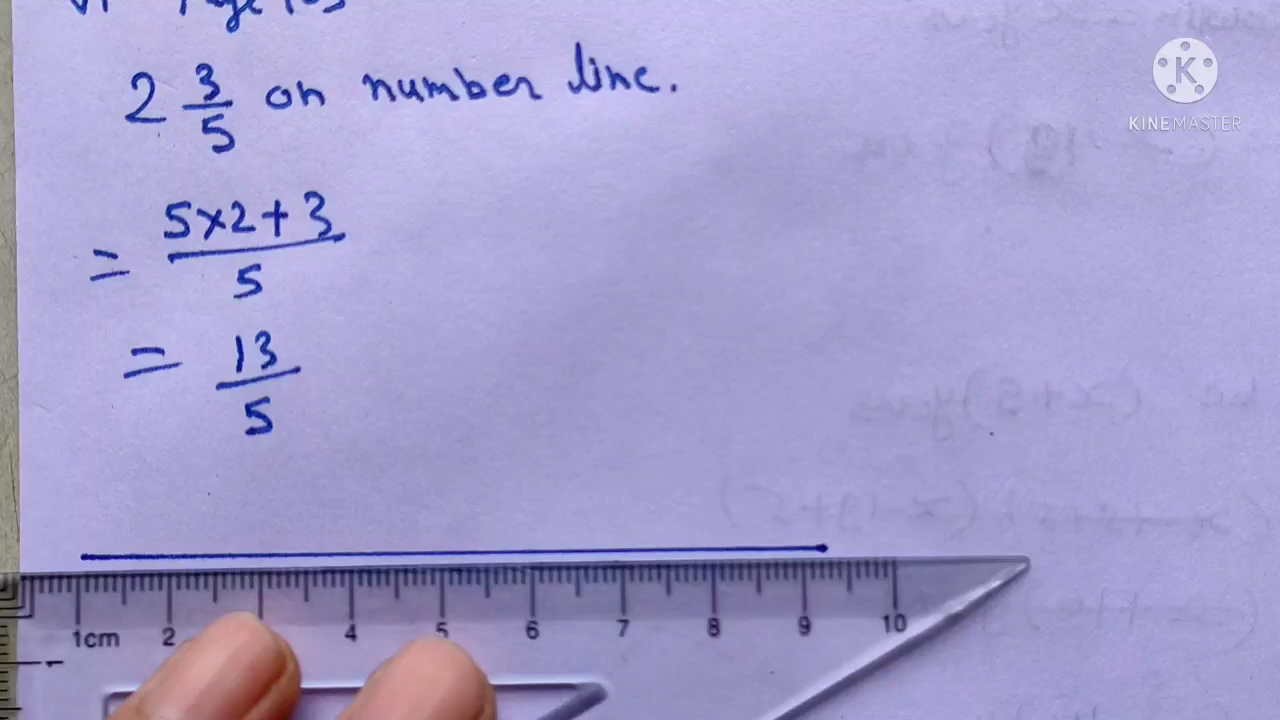 2 3/5 on number line.
= 5×2+3 / 5
= 13/5
KINEMASTER
1cm 2 4 5 6 7 8 9 10
1